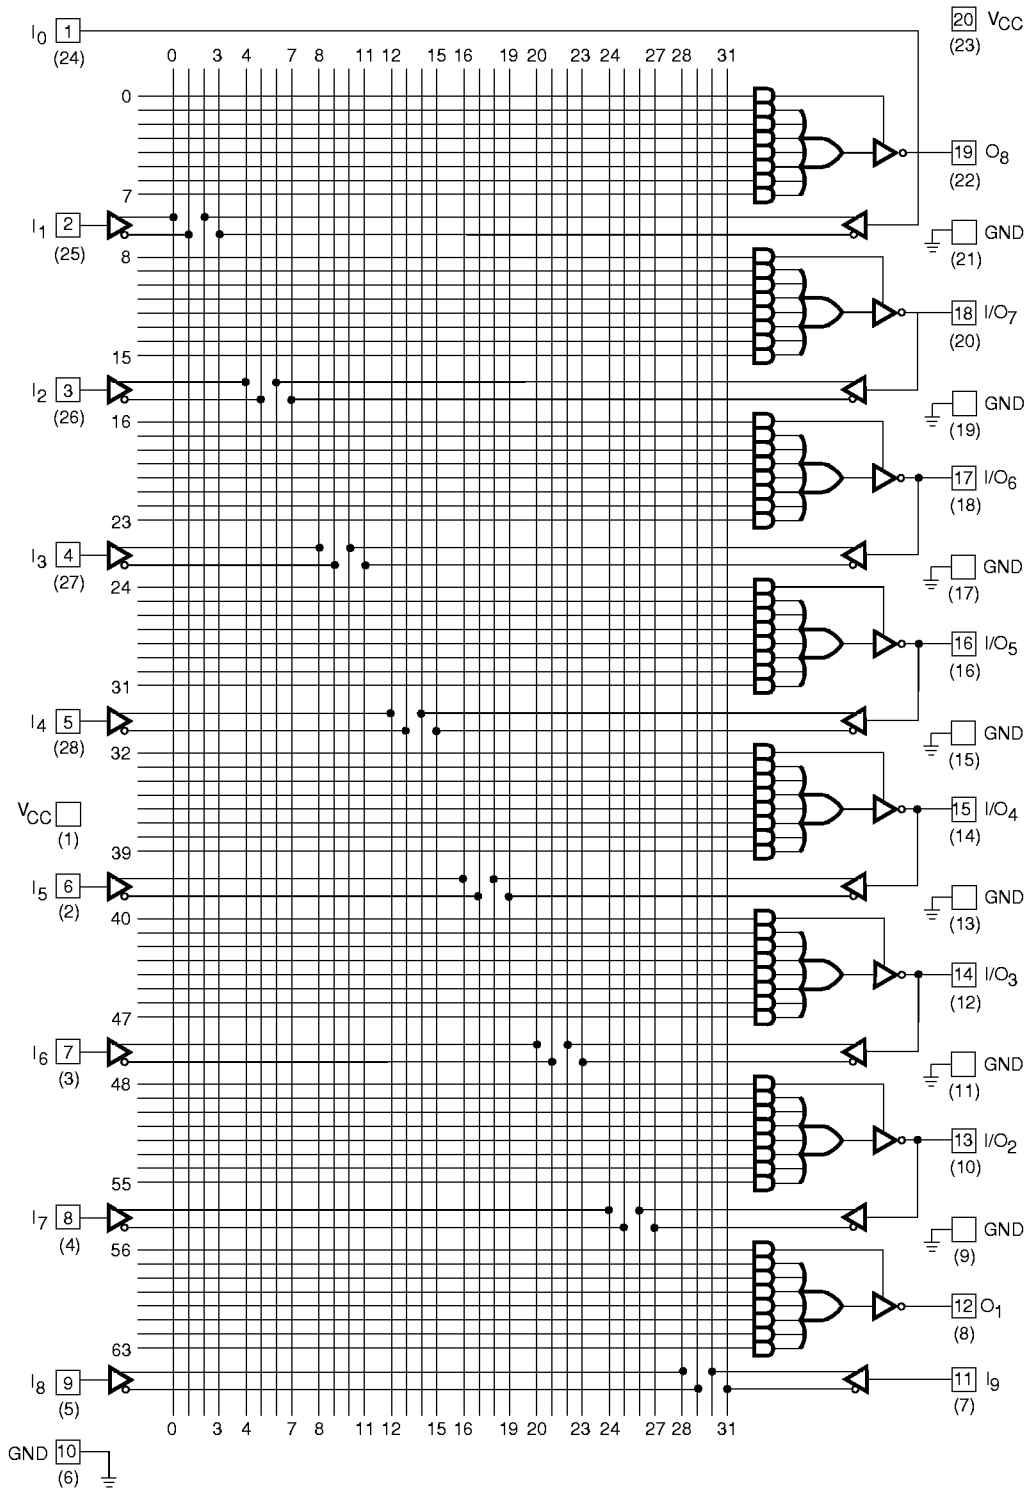 I0 1 20 VCC
(24) (23)
0 3 4 7 8 11 12 15 16 19 20 23 24 27 28 31
0
19 O8
(22)
7
I1 2 GND
(25) (21)
8
18 I/O7
(20)
15
I2 3 GND
(26) (19)
16
17 I/O6
(18)
23
I3 4 GND
(27) (17)
24
16 I/O5
(16)
31
I4 5 GND
(28) (15)
32
VCC 15 I/O4
(1) (14)
39
I5 6 GND
(2) (13)
40
14 I/O3
(12)
47
I6 7 GND
(3) (11)
48
13 I/O2
(10)
55
I7 8 GND
(4) (9)
56
12 O1
(8)
63
I8 9 11 I9
(5) (7)
0 3 4 7 8 11 12 15 16 19 20 23 24 27 28 31
GND 10
(6)